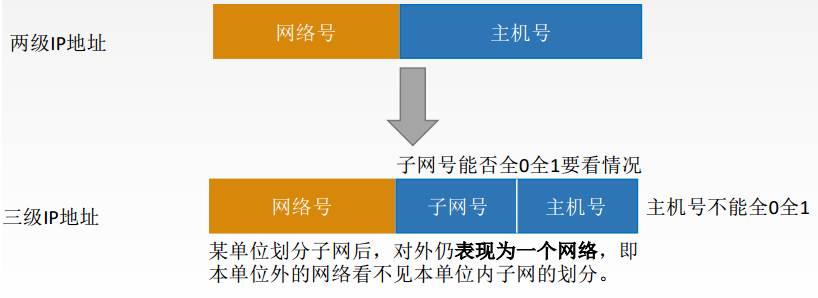 两级IP地址
网络号 主机号
子网号能否全0全1要看情况
三级IP地址
网络号 子网号 主机号 主机号不能全0全1
某单位划分子网后，对外仍表现为一个网络，即
本单位外的网络看不见本单位内子网的划分。